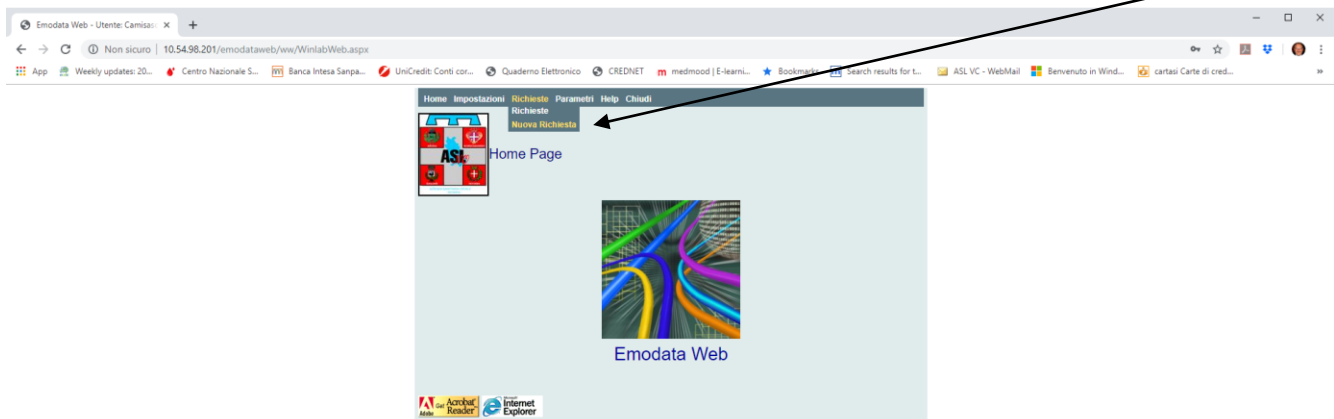 Emodata Web - Utente: Camisas
Non sicuro | 10.54.98.201/emodataweb/ww/WinlabWeb.aspx
App Weekly updates: 20... Centro Nazionale S... Banca Intesa Sanpa... UniCredit: Conti cor... Quaderno Elettronico CREDNET medmood | E-learni... Bookmarks Search results for t... ASL VC - WebMail Benvenuto in Wind... cartasi Carte di cred... »
Home Impostazioni Richieste Parametri Help Chiudi
Richieste
Nuova Richiesta
ASL
Home Page
Emodata Web
Adobe Get Acrobat Reader
Microsoft Internet Explorer